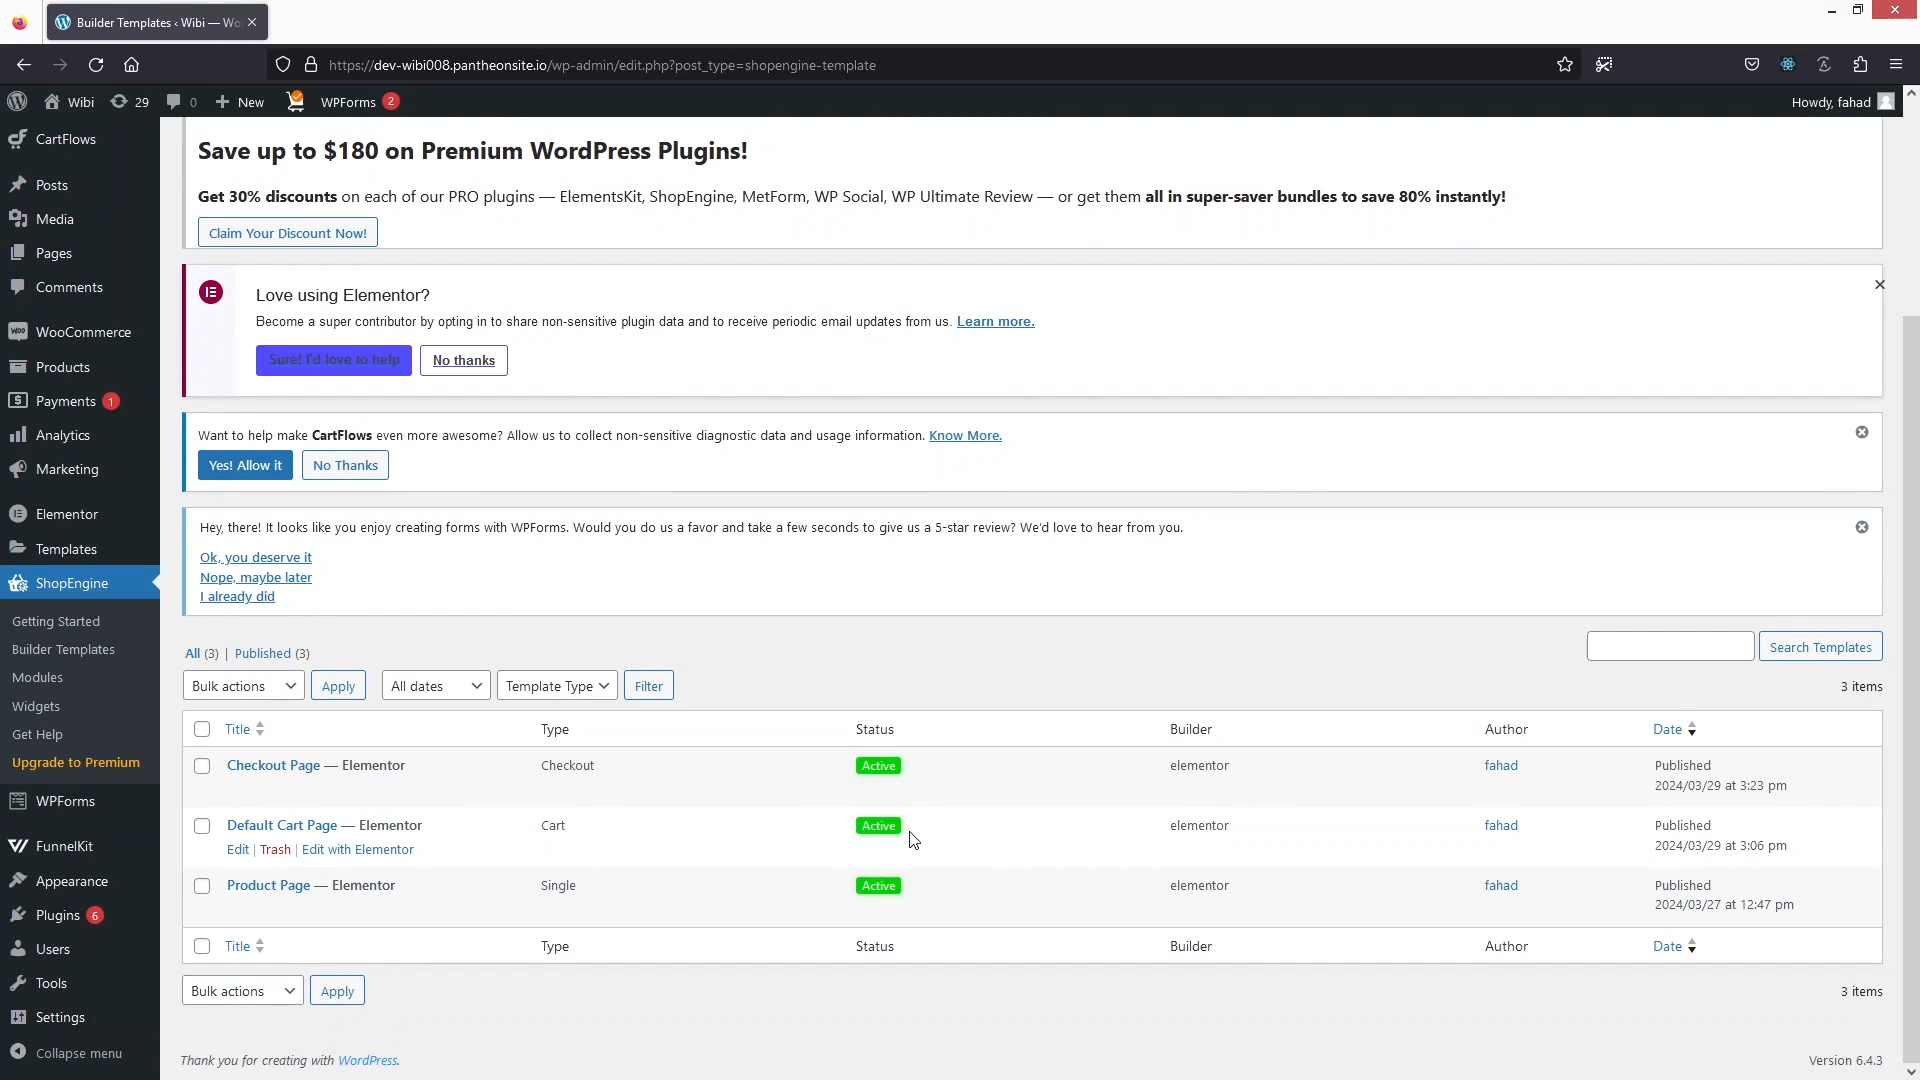 Builder Templates ‹ Wibi — Wo
https://dev-wibi008.pantheonsite.io/wp-admin/edit.php?post_type=shopengine-template
Wibi 29 0 New WPForms 2 Howdy, fahad
CartFlows
Posts
Media
Pages
Comments
WooCommerce
Products
Payments 1
Analytics
Marketing
Elementor
Templates
ShopEngine
Getting Started
Builder Templates
Modules
Widgets
Get Help
Upgrade to Premium
WPForms
FunnelKit
Appearance
Plugins 6
Users
Tools
Settings
Collapse menu
Save up to $180 on Premium WordPress Plugins!
Get 30% discounts on each of our PRO plugins — ElementsKit, ShopEngine, MetForm, WP Social, WP Ultimate Review — or get them all in super-saver bundles to save 80% instantly!
Claim Your Discount Now!
Love using Elementor?
Become a super contributor by opting in to share non-sensitive plugin data and to receive periodic email updates from us. Learn more.
Sure! I'd love to help No thanks
Want to help make CartFlows even more awesome? Allow us to collect non-sensitive diagnostic data and usage information. Know More.
Yes! Allow it No Thanks
Hey, there! It looks like you enjoy creating forms with WPForms. Would you do us a favor and take a few seconds to give us a 5-star review? We'd love to hear from you.
Ok, you deserve it
Nope, maybe later
I already did
All (3) | Published (3) Search Templates
Bulk actions Apply All dates Template Type Filter 3 items
Title Type Status Builder Author Date
Checkout Page — Elementor Checkout Active elementor fahad Published
2024/03/29 at 3:23 pm
Default Cart Page — Elementor Cart Active elementor fahad Published
Edit | Trash | Edit with Elementor 2024/03/29 at 3:06 pm
Product Page — Elementor Single Active elementor fahad Published
2024/03/27 at 12:47 pm
Title Type Status Builder Author Date
Bulk actions Apply 3 items
Thank you for creating with WordPress. Version 6.4.3